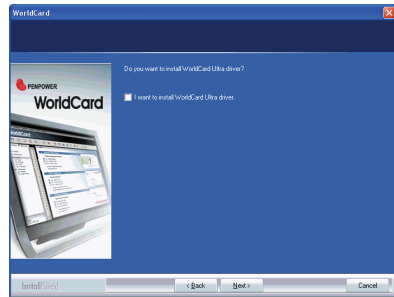 WorldCard
Do you want to install WorldCard Ultra driver?
PENPOWER
WorldCard
I want to install WorldCard Ultra driver.
InstallShield
< Back
Next >
Cancel